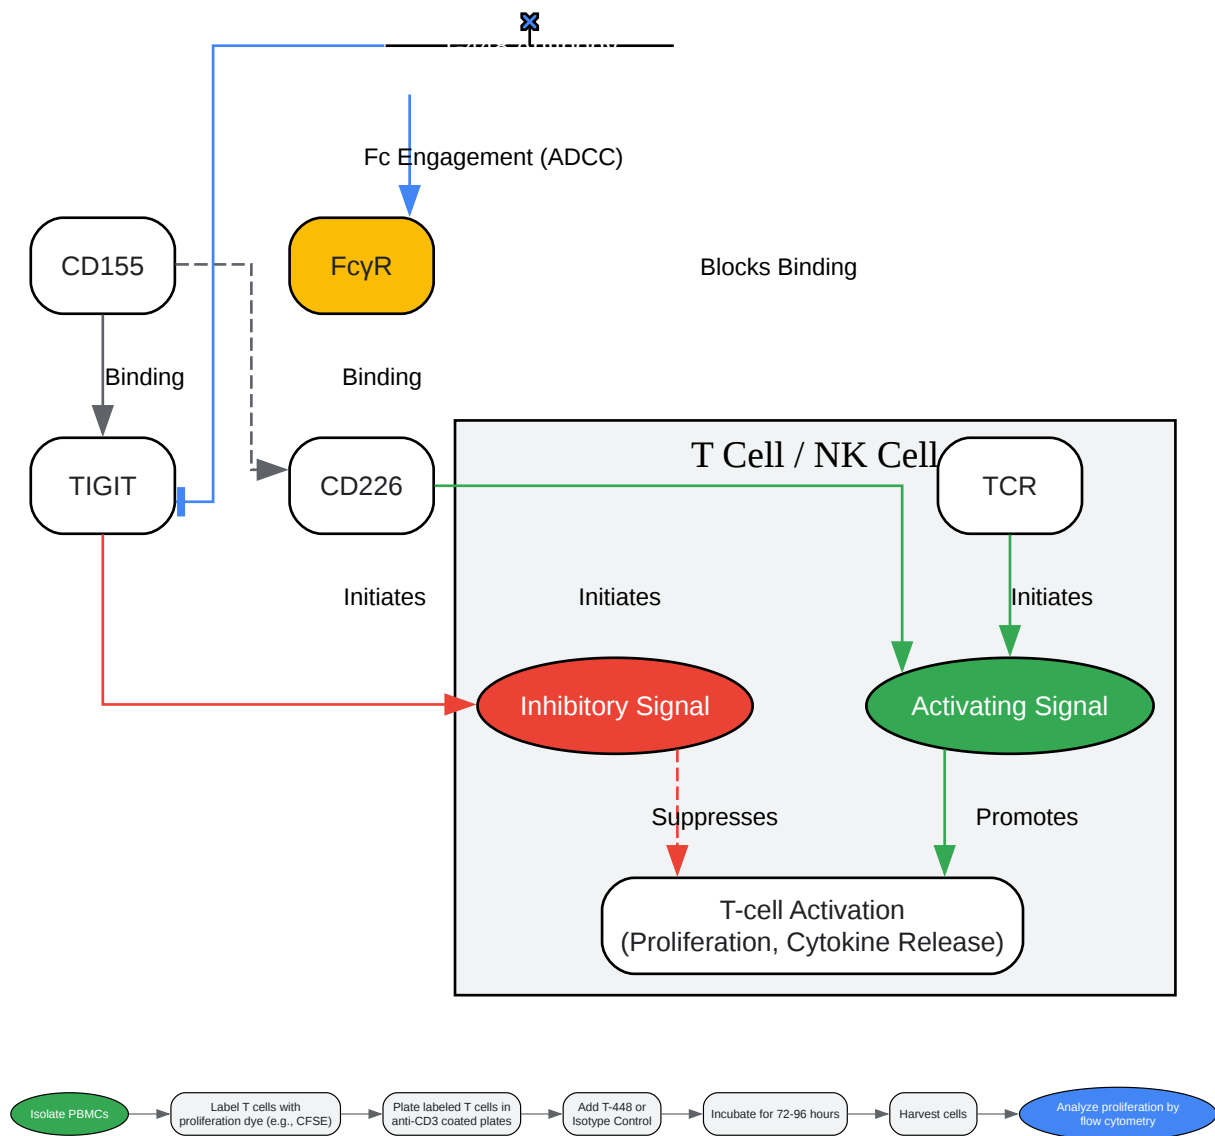 Fc Engagement (ADCC)
CD155
FcγR
Blocks Binding
Binding
Binding
T Cell / NK Cell
TIGIT
CD226
TCR
Initiates
Initiates
Initiates
Inhibitory Signal
Activating Signal
Suppresses
Promotes
T-cell Activation
(Proliferation, Cytokine Release)
Isolate PBMCs
Label T cells with
proliferation dye (e.g., CFSE)
Plate labeled T cells in
anti-CD3 coated plates
Add T-448 or
Isotype Control
Incubate for 72-96 hours
Harvest cells
Analyze proliferation by
flow cytometry